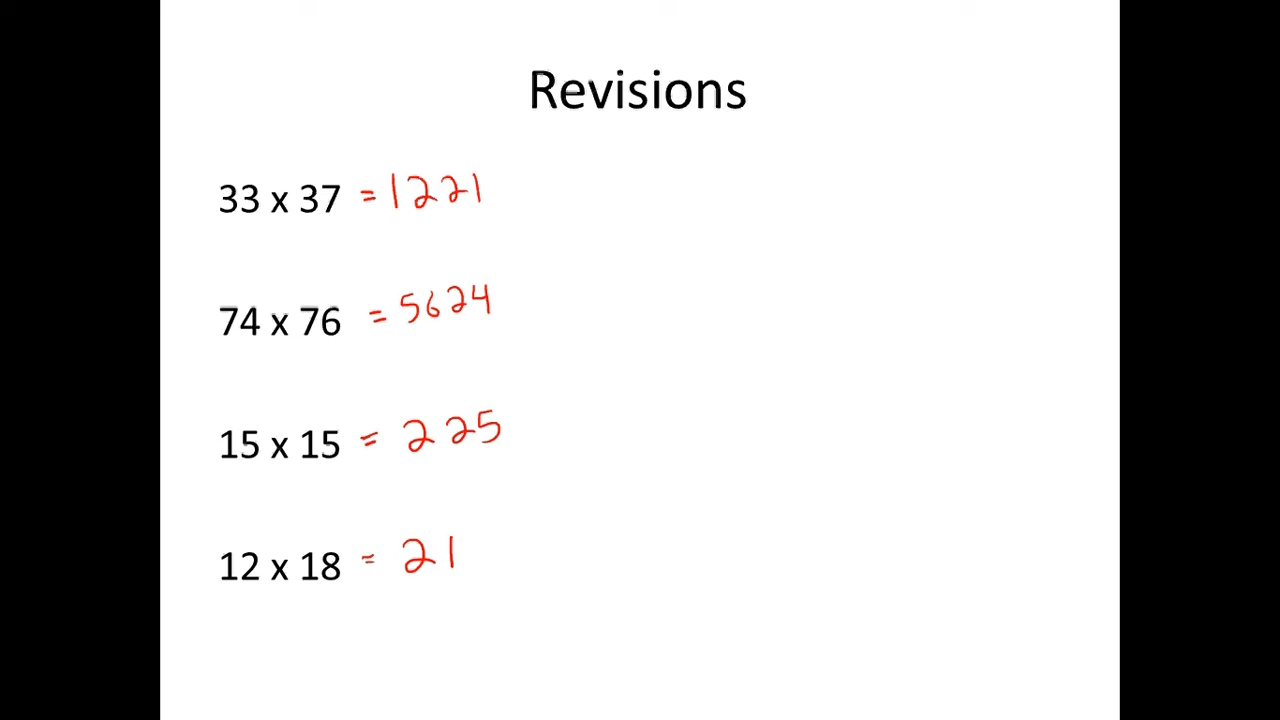 Revisions
33 x 37 = 1221
74 x 76 = 5624
15 x 15 = 225
12 x 18 = 21